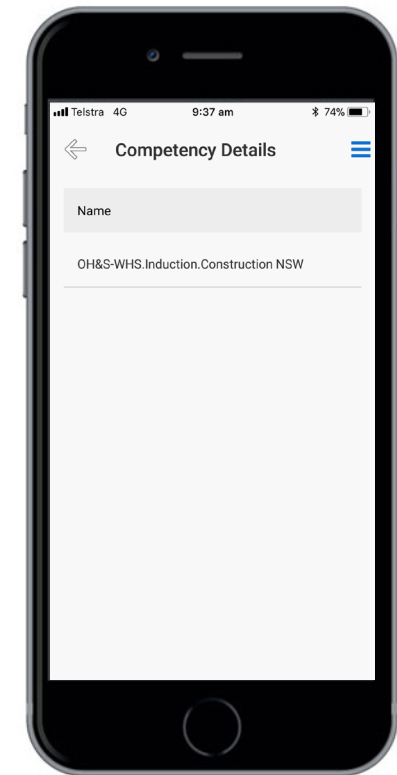 Telstra 4G 9:37 am 74%
Competency Details
Name
OH&S-WHS.Induction.Construction NSW